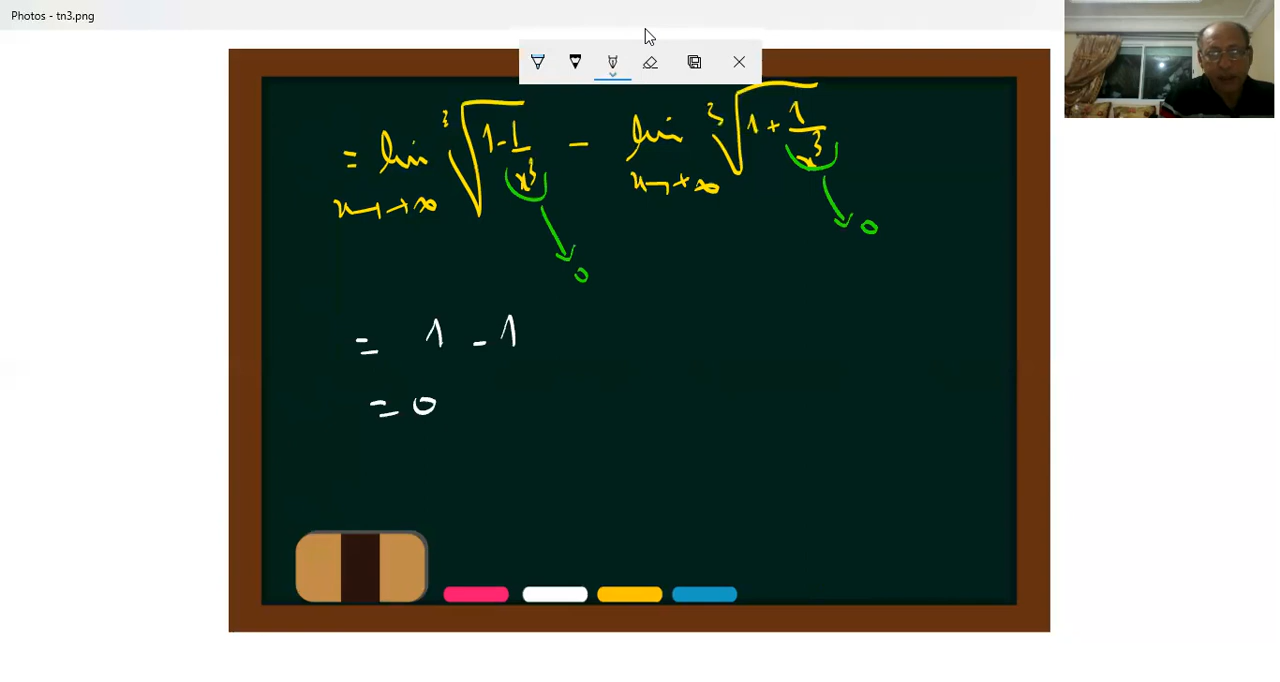 Photos - tn3.png
= lim ∛(1 - 1/x³) - lim ∛(1 + 1/x³)
x→+∞ x→+∞
0
0
= 1 - 1
= 0